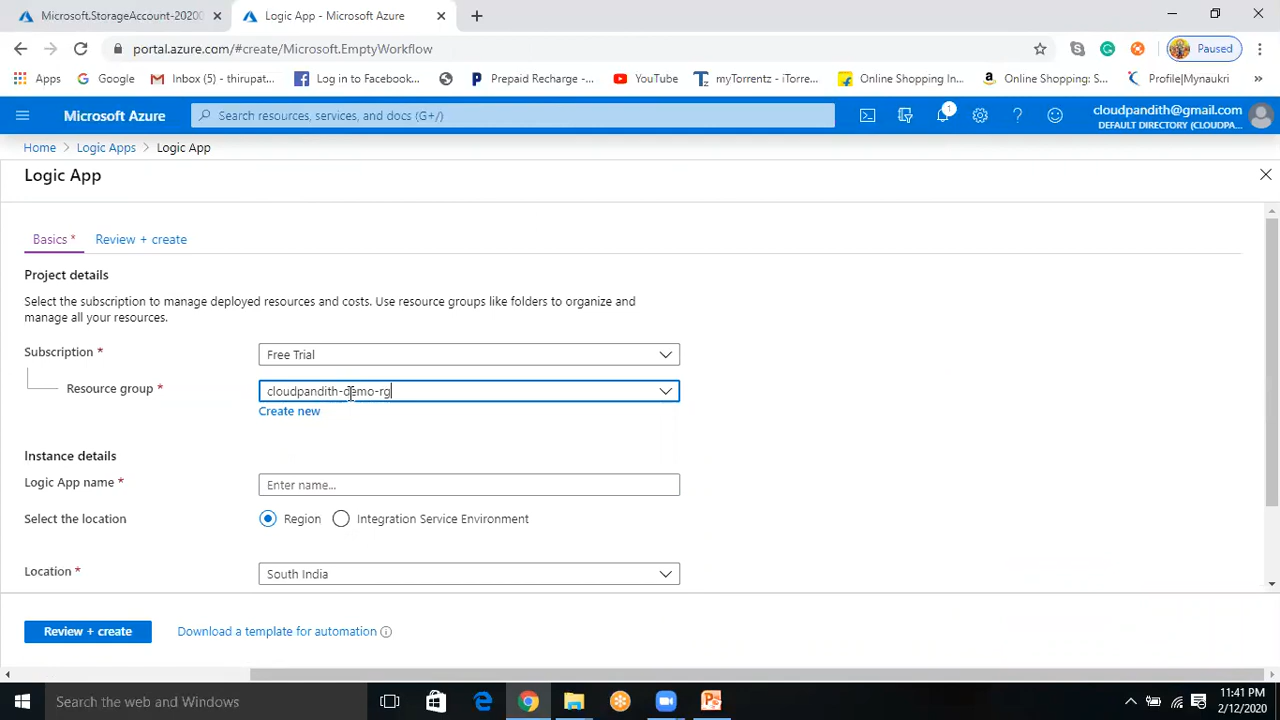 Microsoft.StorageAccount-20200
Logic App - Microsoft Azure
portal.azure.com/#create/Microsoft.EmptyWorkflow
Paused
Apps
Google
Inbox (5) - thirupat
Log in to Facebook...
Prepaid Recharge -...
YouTube
myTorrentz - iTorre...
Online Shopping In...
Online Shopping: S...
Profile|Mynaukri
»
Microsoft Azure
Search resources, services, and docs (G+/)
1
cloudpandith@gmail.com
DEFAULT DIRECTORY (CLOUDPA...
Home > Logic Apps > Logic App
Logic App
Basics *
Review + create
Project details
Select the subscription to manage deployed resources and costs. Use resource groups like folders to organize and
manage all your resources.
Subscription *
Free Trial
Resource group *
cloudpandith-demo-rg
Create new
Instance details
Logic App name *
Enter name...
Select the location
Region
Integration Service Environment
Location *
South India
Review + create
Download a template for automation
Search the web and Windows
11:41 PM
2/12/2020